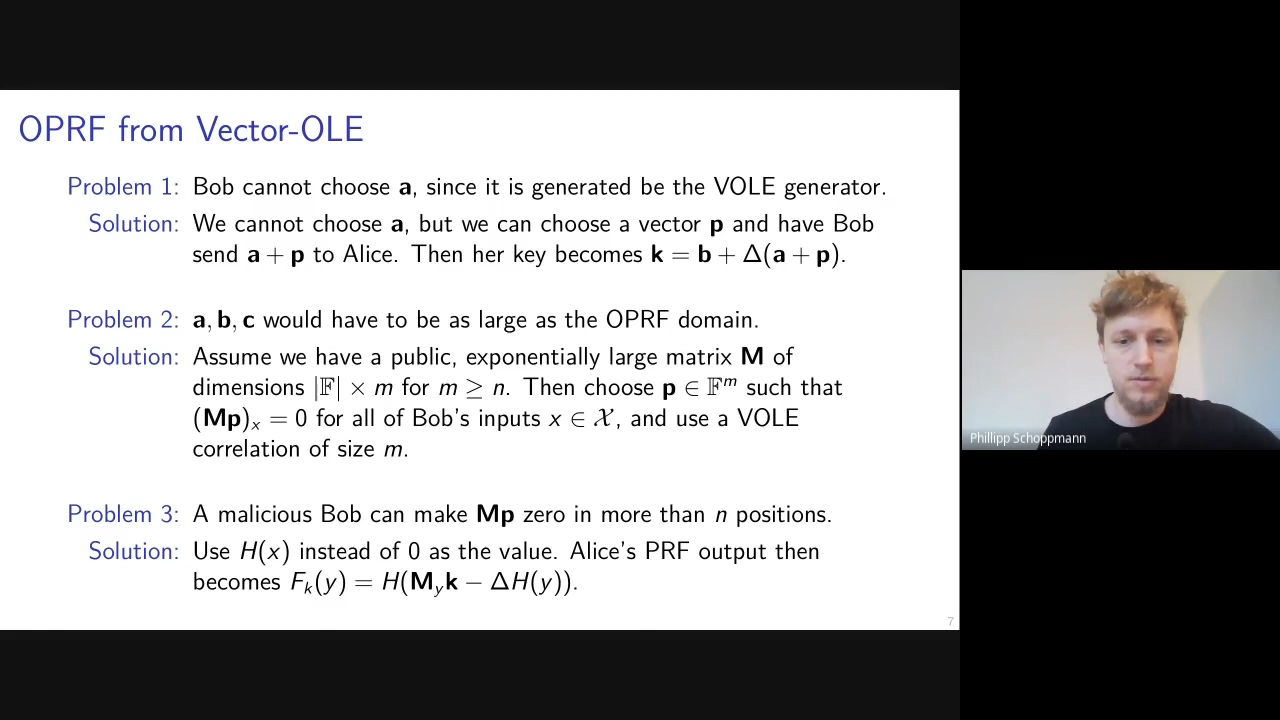 OPRF from Vector-OLE
Problem 1: Bob cannot choose a, since it is generated be the VOLE generator.
Solution: We cannot choose a, but we can choose a vector p and have Bob
send a + p to Alice. Then her key becomes k = b + Δ(a + p).
Problem 2: a, b, c would have to be as large as the OPRF domain.
Solution: Assume we have a public, exponentially large matrix M of
dimensions |𝔽| × m for m ≥ n. Then choose p ∈ 𝔽ᵐ such that
(Mp)ₓ = 0 for all of Bob's inputs x ∈ 𝒳, and use a VOLE
correlation of size m.
Problem 3: A malicious Bob can make Mp zero in more than n positions.
Solution: Use H(x) instead of 0 as the value. Alice's PRF output then
becomes F_k(y) = H(M_y k − ΔH(y)).
7
Phillipp Schoppmann